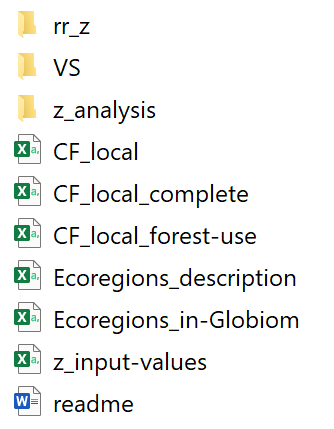 rr_z
VS
z_analysis
CF_local
CF_local_complete
CF_local_forest-use
Ecoregions_description
Ecoregions_in-Globiom
z_input-values
readme